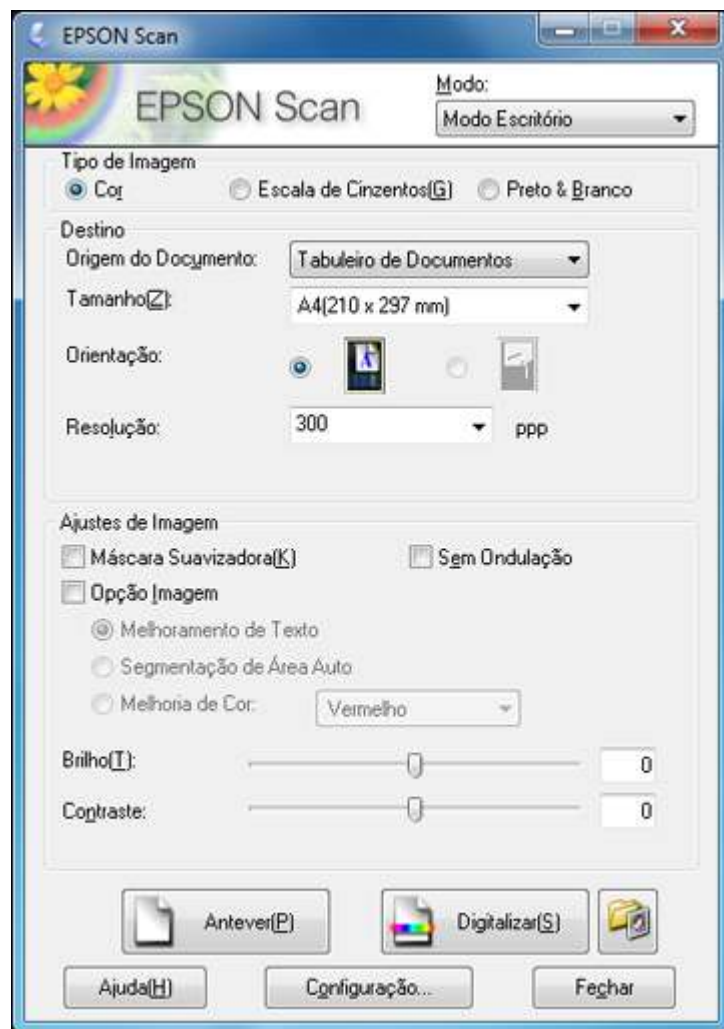 EPSON Scan
EPSON Scan
Modo:
Modo Escritório
Tipo de Imagem
Cor
Escala de Cinzentos(G)
Preto & Branco
Destino
Origem do Documento:
Tabuleiro de Documentos
Tamanho(Z):
A4(210 x 297 mm)
Orientação:
Resolução:
300
ppp
Ajustes de Imagem
Máscara Suavizadora(K)
Sem Ondulação
Opção Imagem
Melhoramento de Texto
Segmentação de Área Auto
Melhoria de Cor:
Vermelho
Brilho(T):
0
Contraste:
0
Antever(P)
Digitalizar(S)
Ajuda(H)
Configuração...
Fechar